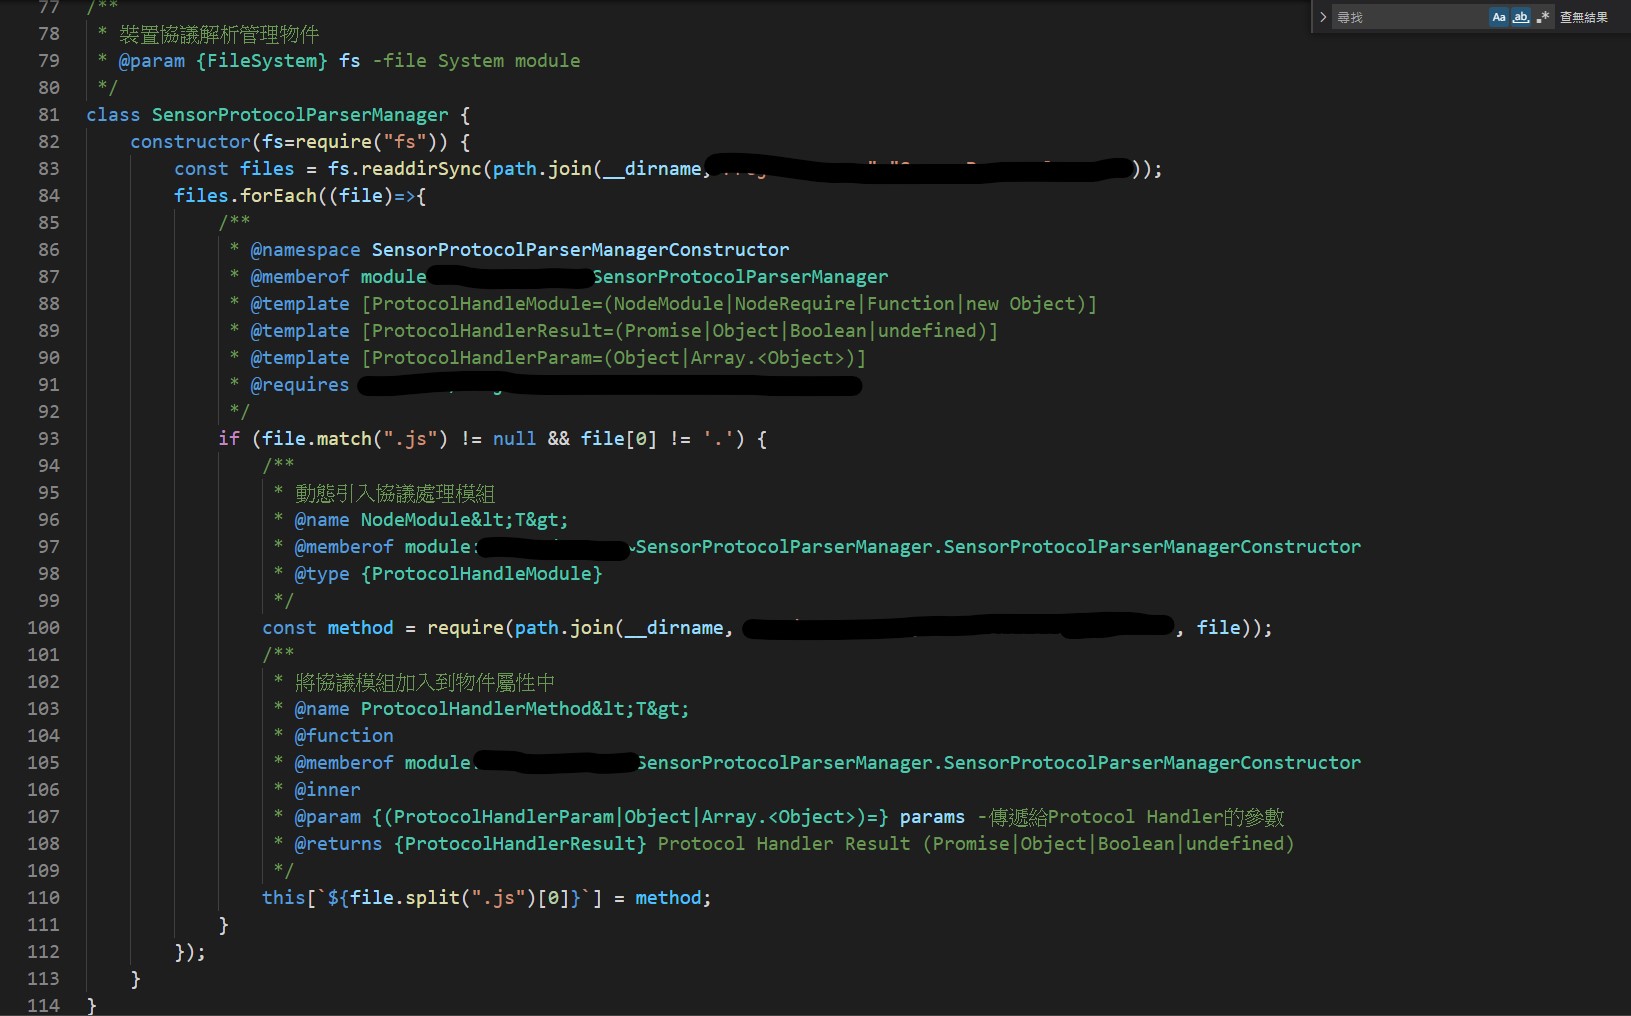 尋找
Aa
ab
.*
查無結果
77 /**
78 * 裝置協議解析管理物件
79 * @param {FileSystem} fs -file System module
80 */
81 class SensorProtocolParserManager {
82 constructor(fs=require("fs")) {
83 const files = fs.readdirSync(path.join(__dirname, ));
84 files.forEach((file)=>{
85 /**
86 * @namespace SensorProtocolParserManagerConstructor
87 * @memberof module SensorProtocolParserManager
88 * @template [ProtocolHandleModule=(NodeModule|NodeRequire|Function|new Object)]
89 * @template [ProtocolHandlerResult=(Promise|Object|Boolean|undefined)]
90 * @template [ProtocolHandlerParam=(Object|Array.<Object>)]
91 * @requires
92 */
93 if (file.match(".js") != null && file[0] != '.') {
94 /**
95 * 動態引入協議處理模組
96 * @name NodeModule&lt;T&gt;
97 * @memberof module: ~SensorProtocolParserManager.SensorProtocolParserManagerConstructor
98 * @type {ProtocolHandleModule}
99 */
100 const method = require(path.join(__dirname, , file));
101 /**
102 * 將協議模組加入到物件屬性中
103 * @name ProtocolHandlerMethod&lt;T&gt;
104 * @function
105 * @memberof module SensorProtocolParserManager.SensorProtocolParserManagerConstructor
106 * @inner
107 * @param {(ProtocolHandlerParam|Object|Array.<Object>)=} params -傳遞給Protocol Handler的參數
108 * @returns {ProtocolHandlerResult} Protocol Handler Result (Promise|Object|Boolean|undefined)
109 */
110 this[`${file.split(".js")[0]}`] = method;
111 }
112 });
113 }
114 }